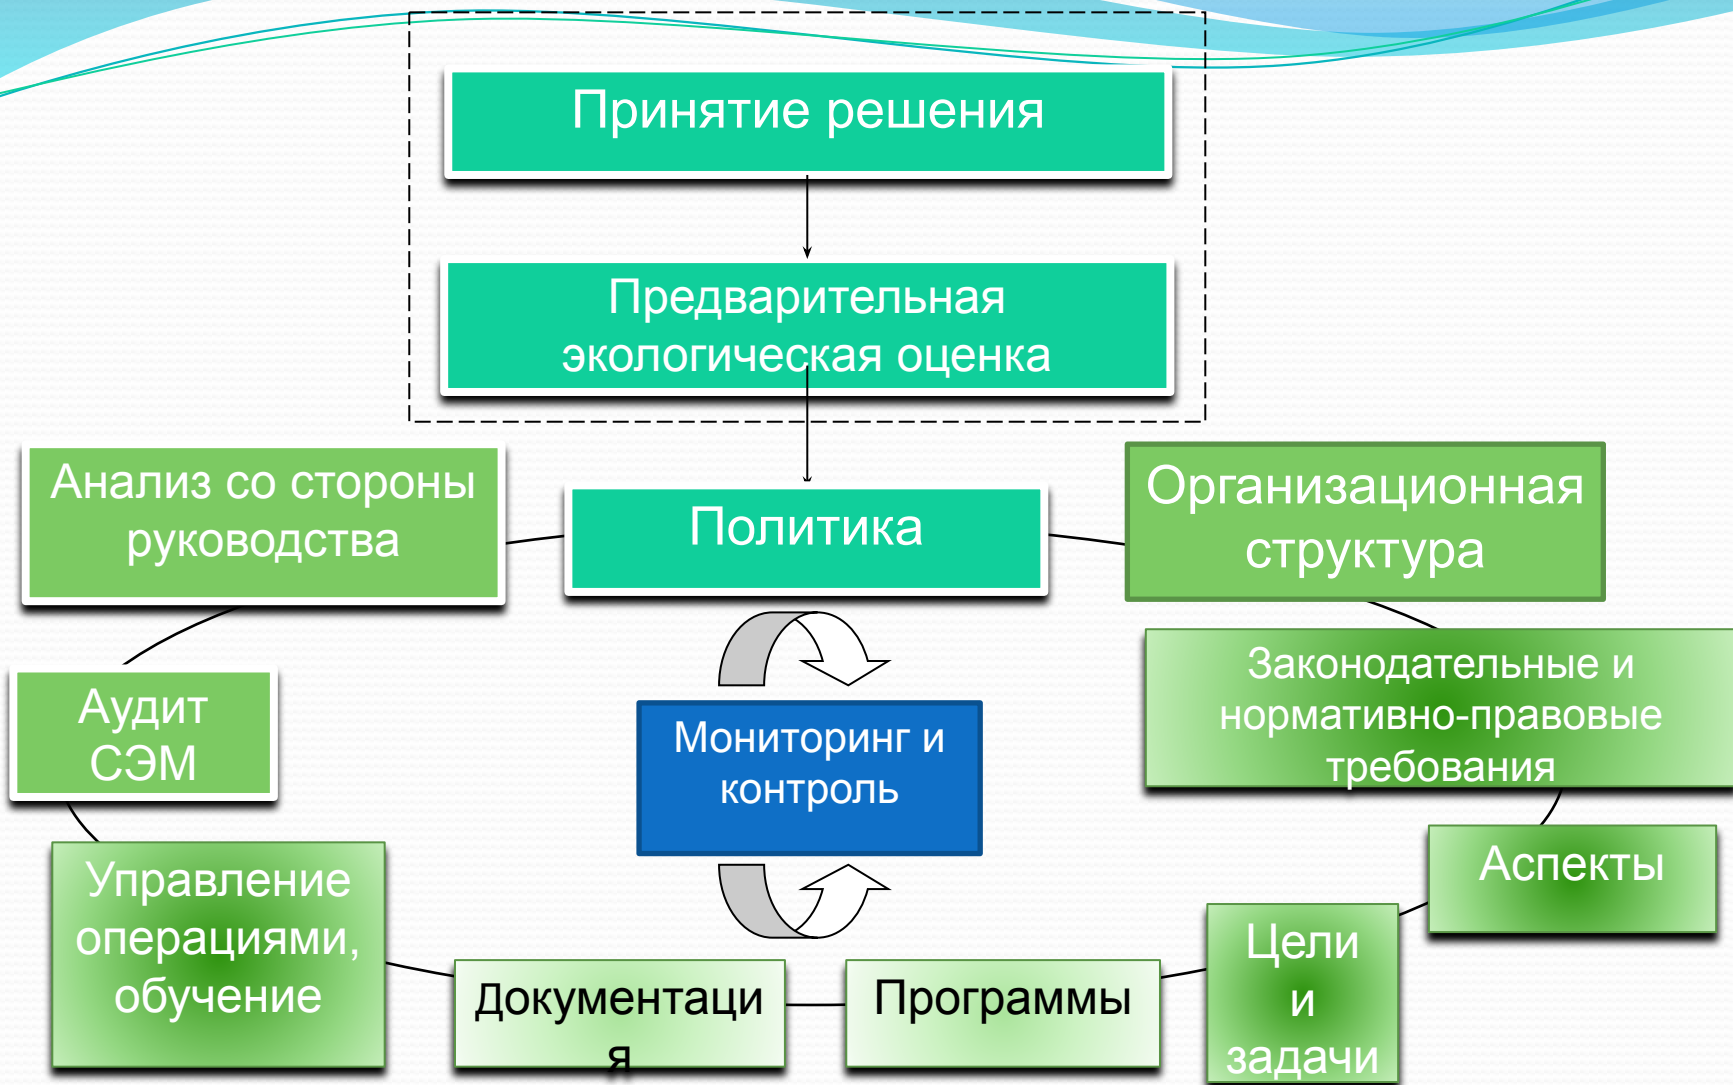 Принятие решения
Предварительная
экологическая оценка
Анализ со стороны
руководства
Политика
Организационная
структура
Аудит
СЭМ
Мониторинг и
контроль
Законодательные и
нормативно-правовые
требования
Управление
операциями,
обучение
Документаци
я
Программы
Цели
и
задачи
Аспекты